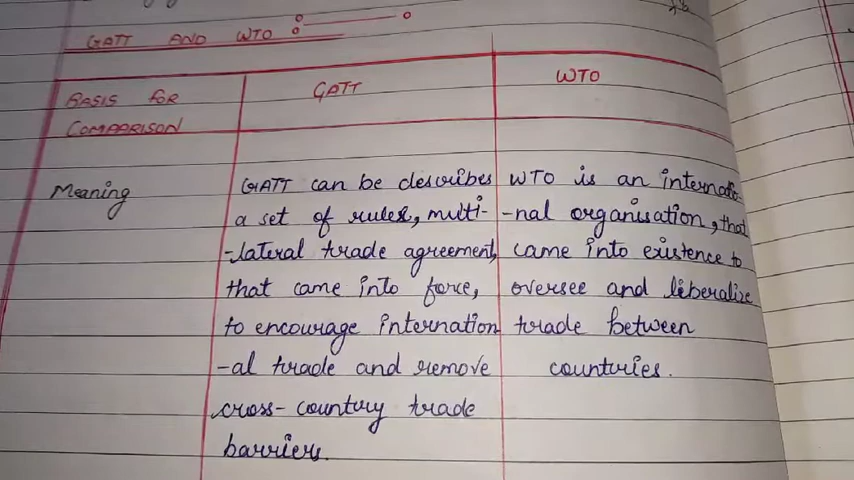 GATT AND WTO
BASIS FOR
COMPARISON
GATT
WTO
Meaning
GATT can be describes
a set of rules, multi-
-lateral trade agreement,
that came into force,
to encourage internation
-al trade and remove
cross-country trade
barriers.
WTO is an internatio-
-nal organisation, that
came into existence to
oversee and liberalize
trade between
countries.